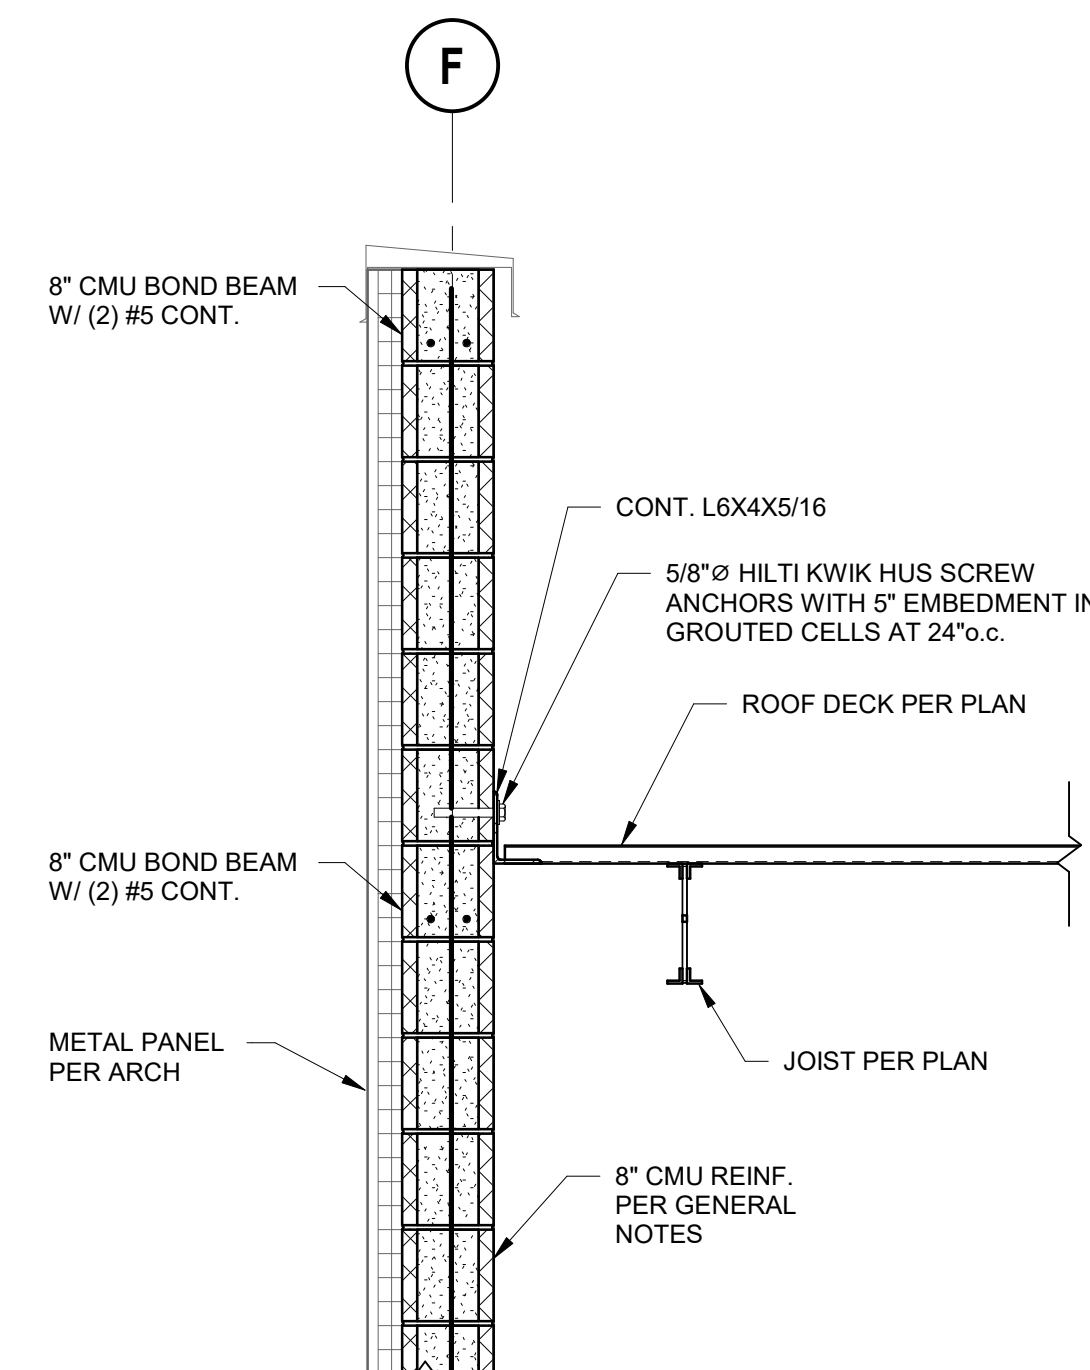 F
8" CMU BOND BEAM
W/ (2) #5 CONT.
CONT. L6X4X5/16
5/8"Ø HILTI KWIK HUS SCREW
ANCHORS WITH 5" EMBEDMENT IN
GROUTED CELLS AT 24"o.c.
ROOF DECK PER PLAN
8" CMU BOND BEAM
W/ (2) #5 CONT.
METAL PANEL
PER ARCH
JOIST PER PLAN
8" CMU REINF.
PER GENERAL
NOTES